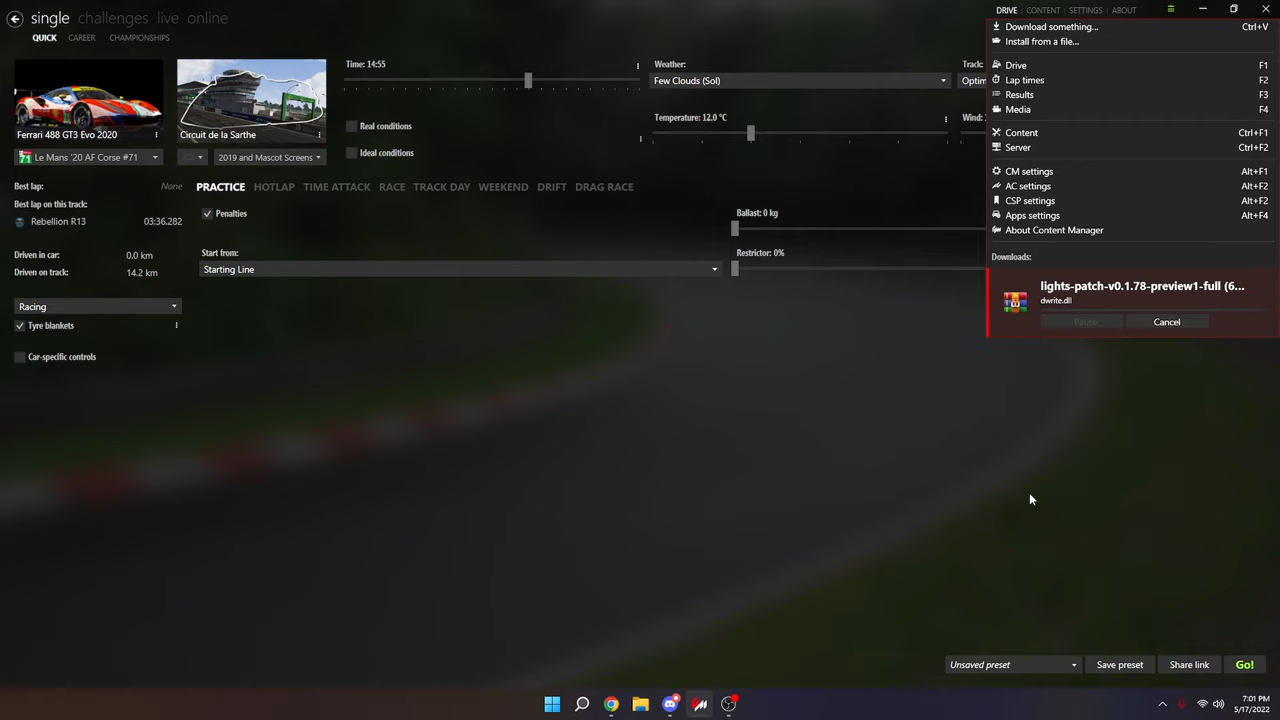 single challenges live online
QUICK CAREER CHAMPIONSHIPS
DRIVE CONTENT SETTINGS ABOUT
Download something... Ctrl+V
Install from a file...
Drive F1
Lap times F2
Results F3
Media F4
Content Ctrl+F1
Server Ctrl+F2
CM settings Alt+F1
AC settings Alt+F2
CSP settings Alt+F2
Apps settings Alt+F4
About Content Manager
Downloads:
lights-patch-v0.1.78-preview1-full (6...
dwrite.dll
Pause Cancel
Ferrari 488 GT3 Evo 2020
Circuit de la Sarthe
Le Mans '20 AF Corse #71
2019 and Mascot Screens
Time: 14:55
Real conditions
Ideal conditions
Weather:
Few Clouds (Sol)
Track:
Optim
Temperature: 12.0 °C
Wind:
Best lap: None
Best lap on this track:
Rebellion R13 03:36.282
Driven in car: 0.0 km
Driven on track: 14.2 km
Racing
Tyre blankets
Car-specific controls
PRACTICE HOTLAP TIME ATTACK RACE TRACK DAY WEEKEND DRIFT DRAG RACE
Penalties
Start from:
Starting Line
Ballast: 0 kg
Restrictor: 0%
Unsaved preset Save preset Share link Go!
7:01 PM
5/17/2022